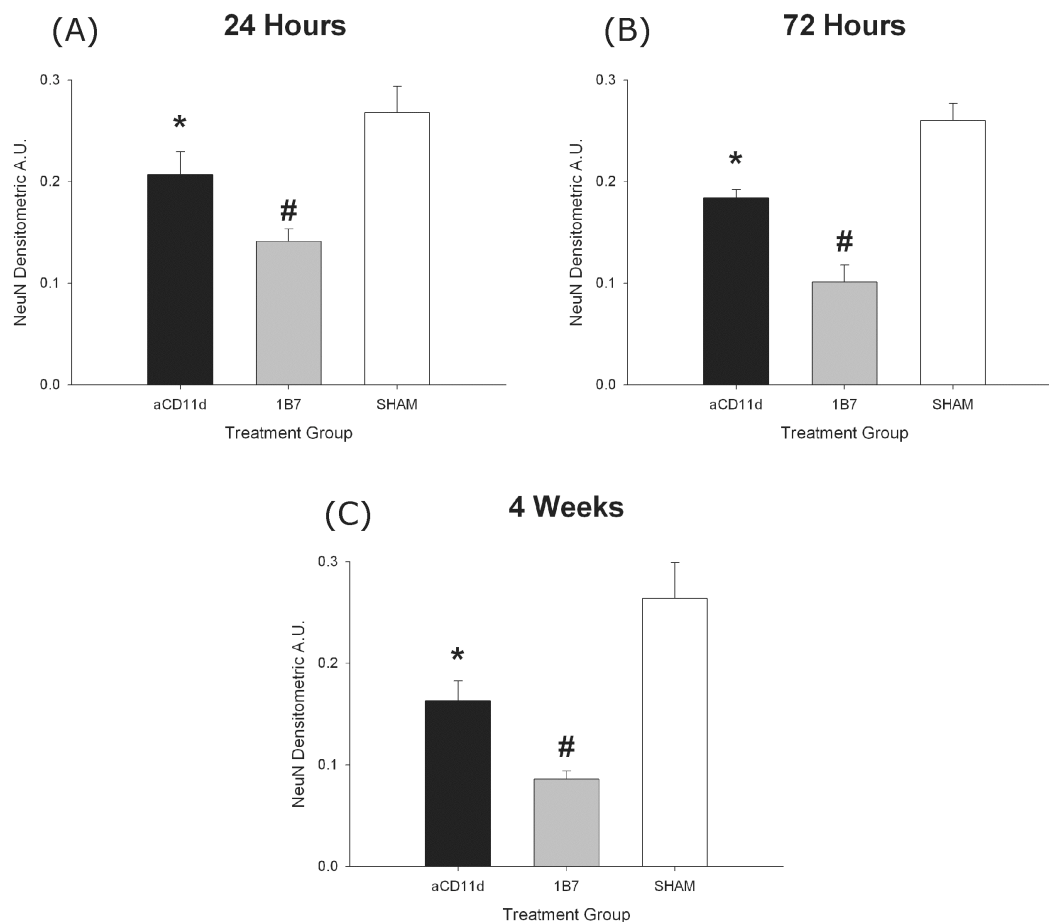 (A) 24 Hours
NeuN Densitometric A.U.
0.3
0.2
0.1
0.0
*
#
aCD11d 1B7 SHAM
Treatment Group
(B) 72 Hours
NeuN Densitometric A.U.
0.3
0.2
0.1
0.0
*
#
aCD11d 1B7 SHAM
Treatment Group
(C) 4 Weeks
NeuN Densitometric A.U.
0.3
0.2
0.1
0.0
*
#
aCD11d 1B7 SHAM
Treatment Group